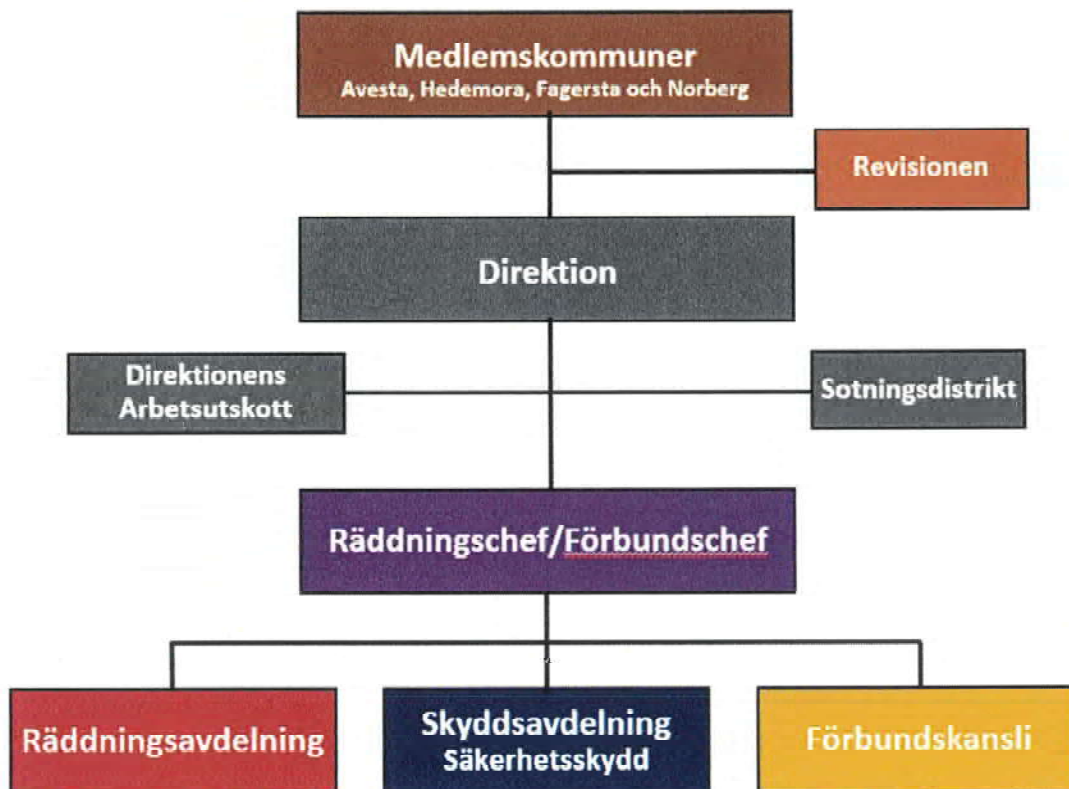 Medlemskommuner
Avesta, Hedemora, Fagersta och Norberg
Revisionen
Direktion
Direktionens
Arbetsutskott
Sotningsdistrikt
Räddningschef/Förbundschef
Räddningsavdelning
Skyddsavdelning
Säkerhetsskydd
Förbundskansli